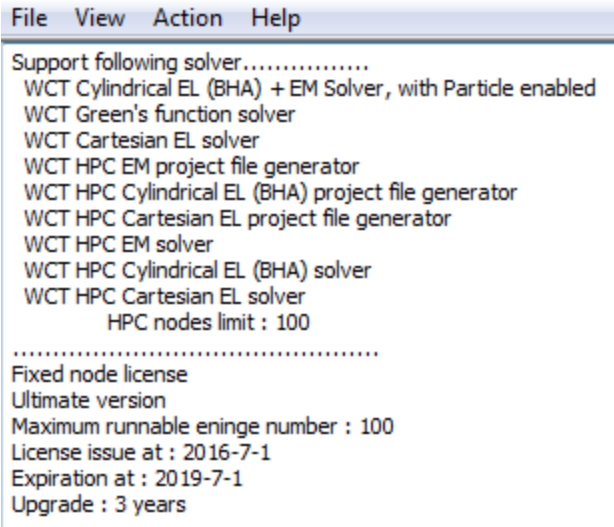 File View Action Help
Support following solver................
WCT Cylindrical EL (BHA) + EM Solver, with Particle enabled
WCT Green's function solver
WCT Cartesian EL solver
WCT HPC EM project file generator
WCT HPC Cylindrical EL (BHA) project file generator
WCT HPC Cartesian EL project file generator
WCT HPC EM solver
WCT HPC Cylindrical EL (BHA) solver
WCT HPC Cartesian EL solver
HPC nodes limit : 100
..............................................
Fixed node license
Ultimate version
Maximum runnable eninge number : 100
License issue at : 2016-7-1
Expiration at : 2019-7-1
Upgrade : 3 years